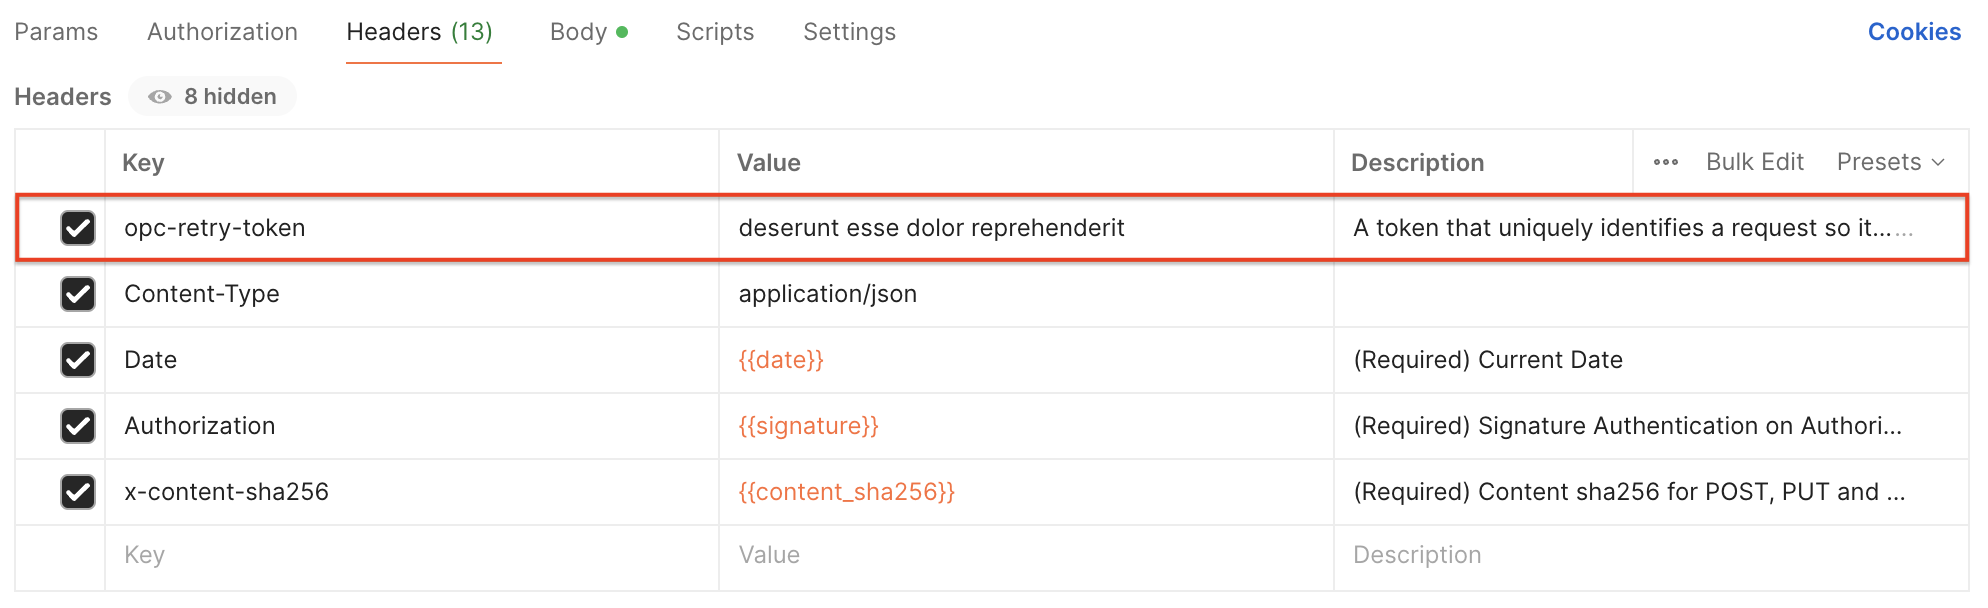 Params Authorization Headers (13) Body Scripts Settings Cookies
Headers 8 hidden
Key Value Description ••• Bulk Edit Presets
opc-retry-token deserunt esse dolor reprehenderit A token that uniquely identifies a request so it... ...
Content-Type application/json
Date {{date}} (Required) Current Date
Authorization {{signature}} (Required) Signature Authentication on Authori...
x-content-sha256 {{content_sha256}} (Required) Content sha256 for POST, PUT and ...
Key Value Description